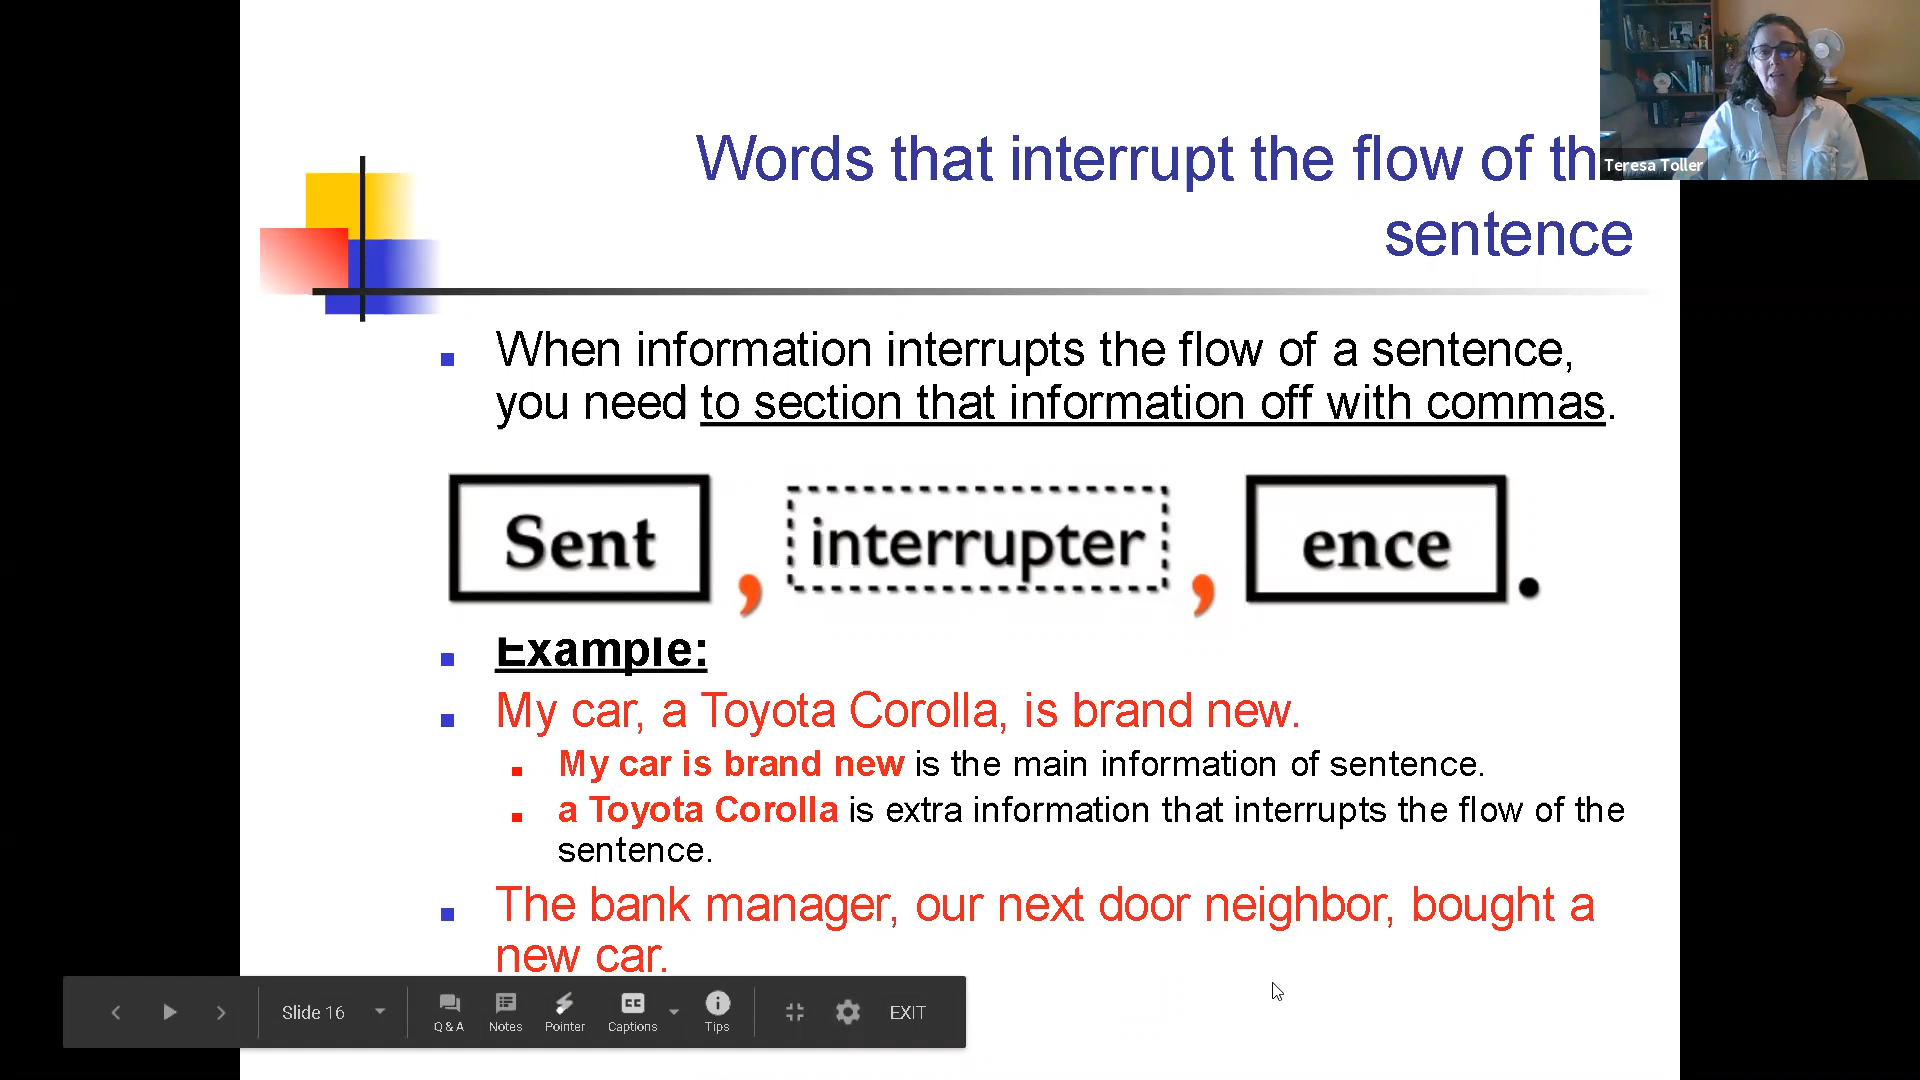 Words that interrupt the flow of th
sentence
Teresa Toller
When information interrupts the flow of a sentence,
you need to section that information off with commas.
Sent , interrupter , ence .
Example:
My car, a Toyota Corolla, is brand new.
My car is brand new is the main information of sentence.
a Toyota Corolla is extra information that interrupts the flow of the
sentence.
The bank manager, our next door neighbor, bought a
new car.
Slide 16
Q & A
Notes
Pointer
CC
Captions
Tips
EXIT